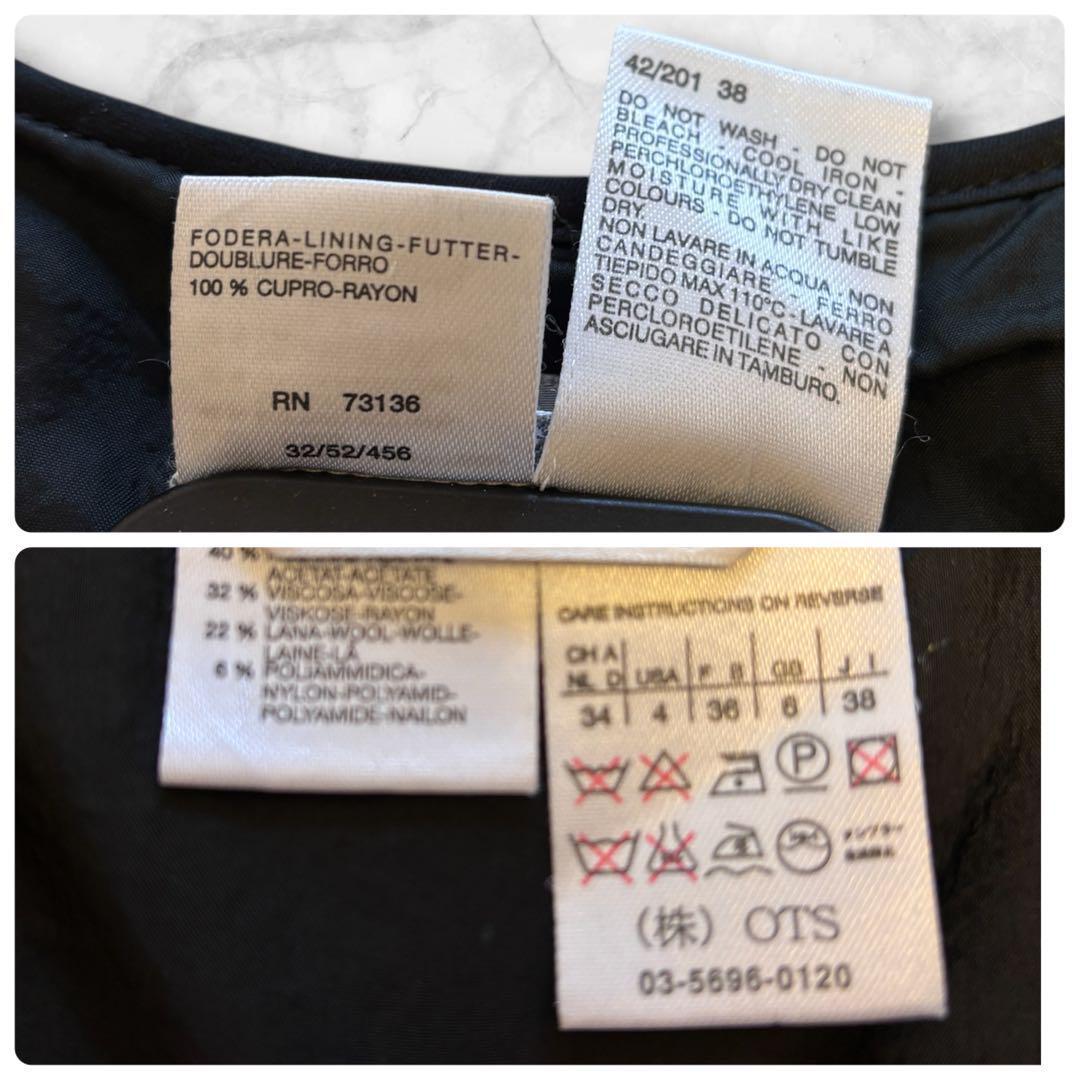 FODERA-LINING-FUTTER-
DOUBLURE-FORRO
100 % CUPRO-RAYON
RN 73136
32/52/456
42/201 38
DO NOT WASH - DO NOT
BLEACH - COOL IRON -
PROFESSIONALLY DRY CLEAN
PERCHLOROETHYLENE LOW
MOISTURE WITH LIKE
COLOURS - DO NOT TUMBLE
DRY.
NON LAVARE IN ACQUA - NON
CANDEGGIARE - FERRO
TIEPIDO MAX 110°C - LAVARE A
SECCO DELICATO CON
PERCLOROETILENE - NON
ASCIUGARE IN TAMBURO.
40 %
ACETAT-ACETATE
32 % VISCOSA-VISCOSE-
VISKOSE-RAYON
22 % LANA-WOOL-WOLLE-
LAINE-LÃ
6 % POLIAMMIDICA-
NYLON-POLYAMID-
POLYAMIDE-NAILON
CARE INSTRUCTIONS ON REVERSE
CH A
NL D USA F B GB J I
34 4 36 6 38
P
(株) OTS
03-5696-0120